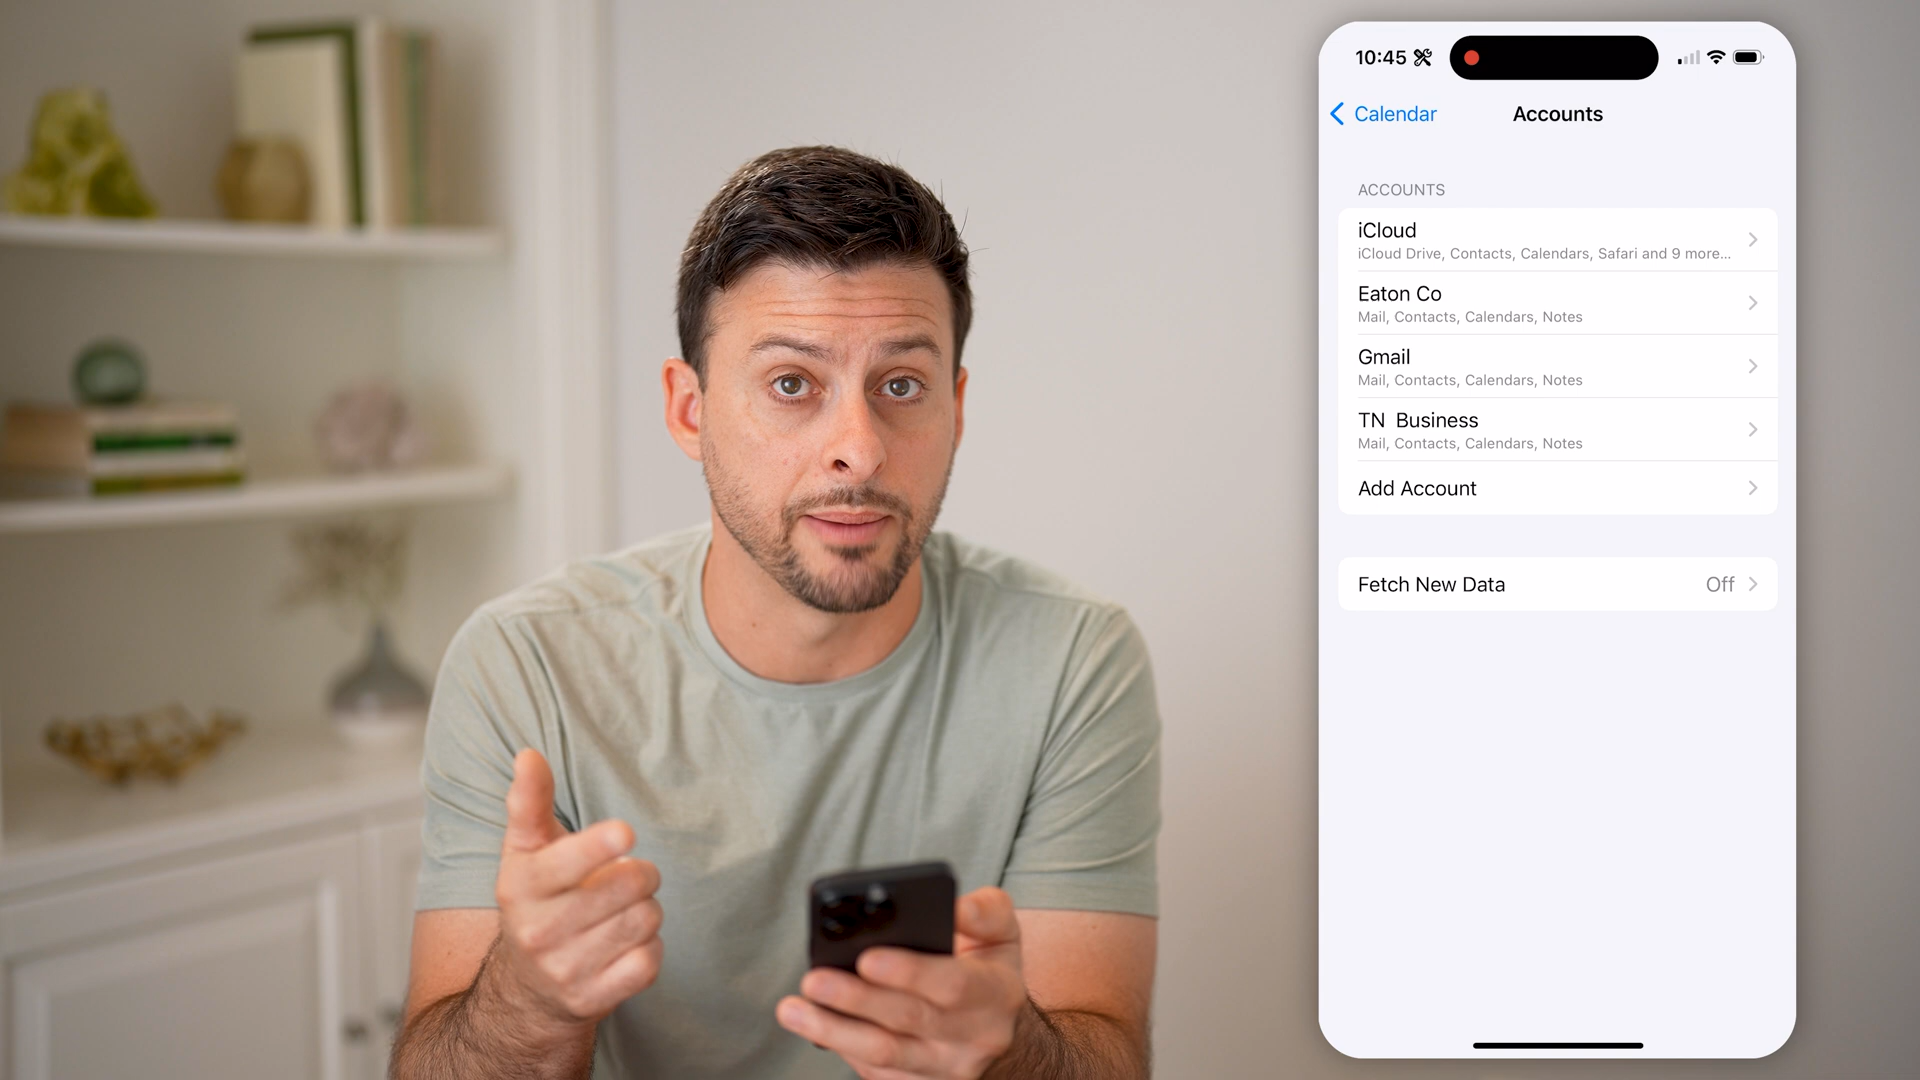 10:45
Calendar
Accounts
ACCOUNTS
iCloud
iCloud Drive, Contacts, Calendars, Safari and 9 more...
Eaton Co
Mail, Contacts, Calendars, Notes
Gmail
Mail, Contacts, Calendars, Notes
TN Business
Mail, Contacts, Calendars, Notes
Add Account
Fetch New Data Off